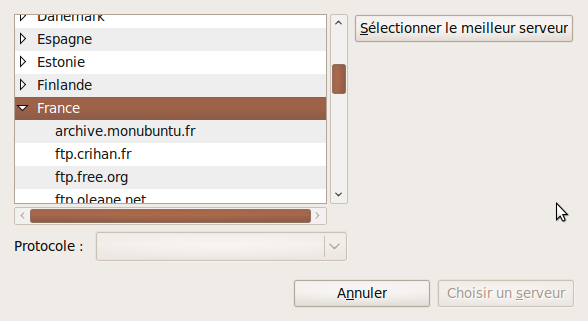 Danemark
Espagne
Estonie
Finlande
France
archive.monubuntu.fr
ftp.crihan.fr
ftp.free.org
ftp.oleane.net
Sélectionner le meilleur serveur
Protocole :
Annuler
Choisir un serveur